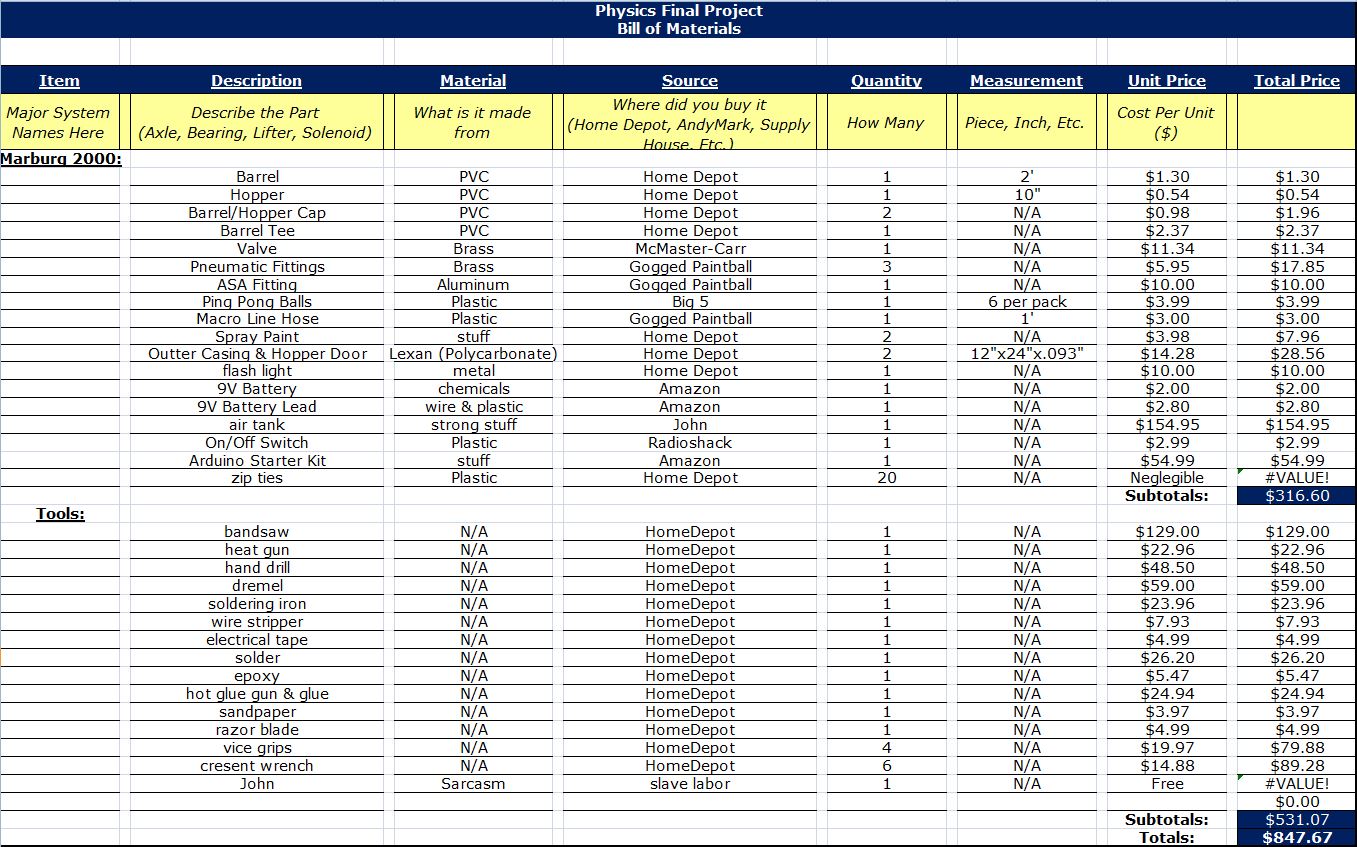 Physics Final Project
Bill of Materials
Item Description Material Source Quantity Measurement Unit Price Total Price
Major System Names Here Describe the Part (Axle, Bearing, Lifter, Solenoid) What is it made from Where did you buy it (Home Depot, AndyMark, Supply House, Etc.) How Many Piece, Inch, Etc. Cost Per Unit ($)
Marburg 2000:
Barrel PVC Home Depot 1 2' $1.30 $1.30
Hopper PVC Home Depot 1 10" $0.54 $0.54
Barrel/Hopper Cap PVC Home Depot 2 N/A $0.98 $1.96
Barrel Tee PVC Home Depot 1 N/A $2.37 $2.37
Valve Brass McMaster-Carr 1 N/A $11.34 $11.34
Pneumatic Fittings Brass Gogged Paintball 3 N/A $5.95 $17.85
ASA Fitting Aluminum Gogged Paintball 1 N/A $10.00 $10.00
Ping Pong Balls Plastic Big 5 1 6 per pack $3.99 $3.99
Macro Line Hose Plastic Gogged Paintball 1 1' $3.00 $3.00
Spray Paint stuff Home Depot 2 N/A $3.98 $7.96
Outter Casing & Hopper Door Lexan (Polycarbonate) Home Depot 2 12"x24"x.093" $14.28 $28.56
flash light metal Home Depot 1 N/A $10.00 $10.00
9V Battery chemicals Amazon 1 N/A $2.00 $2.00
9V Battery Lead wire & plastic Amazon 1 N/A $2.80 $2.80
air tank strong stuff John 1 N/A $154.95 $154.95
On/Off Switch Plastic Radioshack 1 N/A $2.99 $2.99
Arduino Starter Kit stuff Amazon 1 N/A $54.99 $54.99
zip ties Plastic Home Depot 20 N/A Neglegible #VALUE!
Subtotals: $316.60
Tools:
bandsaw N/A HomeDepot 1 N/A $129.00 $129.00
heat gun N/A HomeDepot 1 N/A $22.96 $22.96
hand drill N/A HomeDepot 1 N/A $48.50 $48.50
dremel N/A HomeDepot 1 N/A $59.00 $59.00
soldering iron N/A HomeDepot 1 N/A $23.96 $23.96
wire stripper N/A HomeDepot 1 N/A $7.93 $7.93
electrical tape N/A HomeDepot 1 N/A $4.99 $4.99
solder N/A HomeDepot 1 N/A $26.20 $26.20
epoxy N/A HomeDepot 1 N/A $5.47 $5.47
hot glue gun & glue N/A HomeDepot 1 N/A $24.94 $24.94
sandpaper N/A HomeDepot 1 N/A $3.97 $3.97
razor blade N/A HomeDepot 1 N/A $4.99 $4.99
vice grips N/A HomeDepot 4 N/A $19.97 $79.88
cresent wrench N/A HomeDepot 6 N/A $14.88 $89.28
John Sarcasm slave labor 1 N/A Free #VALUE!
$0.00
Subtotals: $531.07
Totals: $847.67